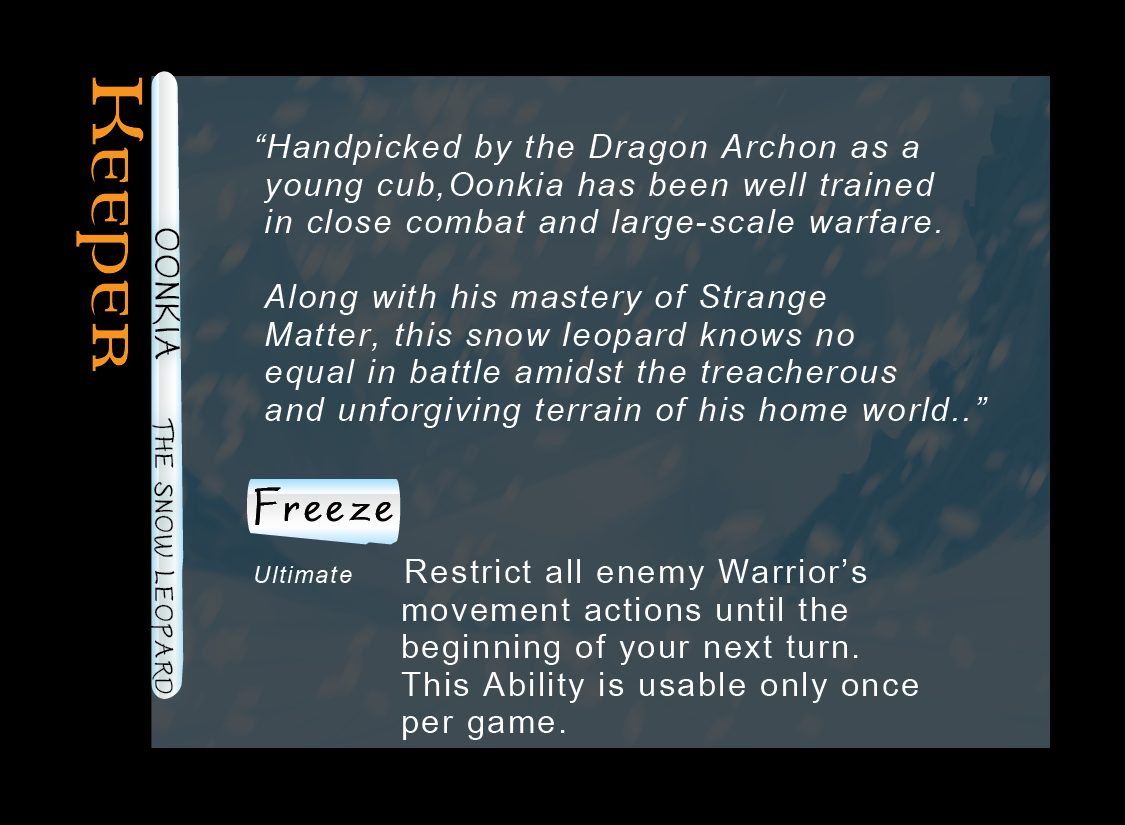 Keeper
OONKIA THE SNOW LEOPARD
“Handpicked by the Dragon Archon as a
young cub,Oonkia has been well trained
in close combat and large-scale warfare.
Along with his mastery of Strange
Matter, this snow leopard knows no
equal in battle amidst the treacherous
and unforgiving terrain of his home world..”
Freeze
Ultimate Restrict all enemy Warrior’s
movement actions until the
beginning of your next turn.
This Ability is usable only once
per game.